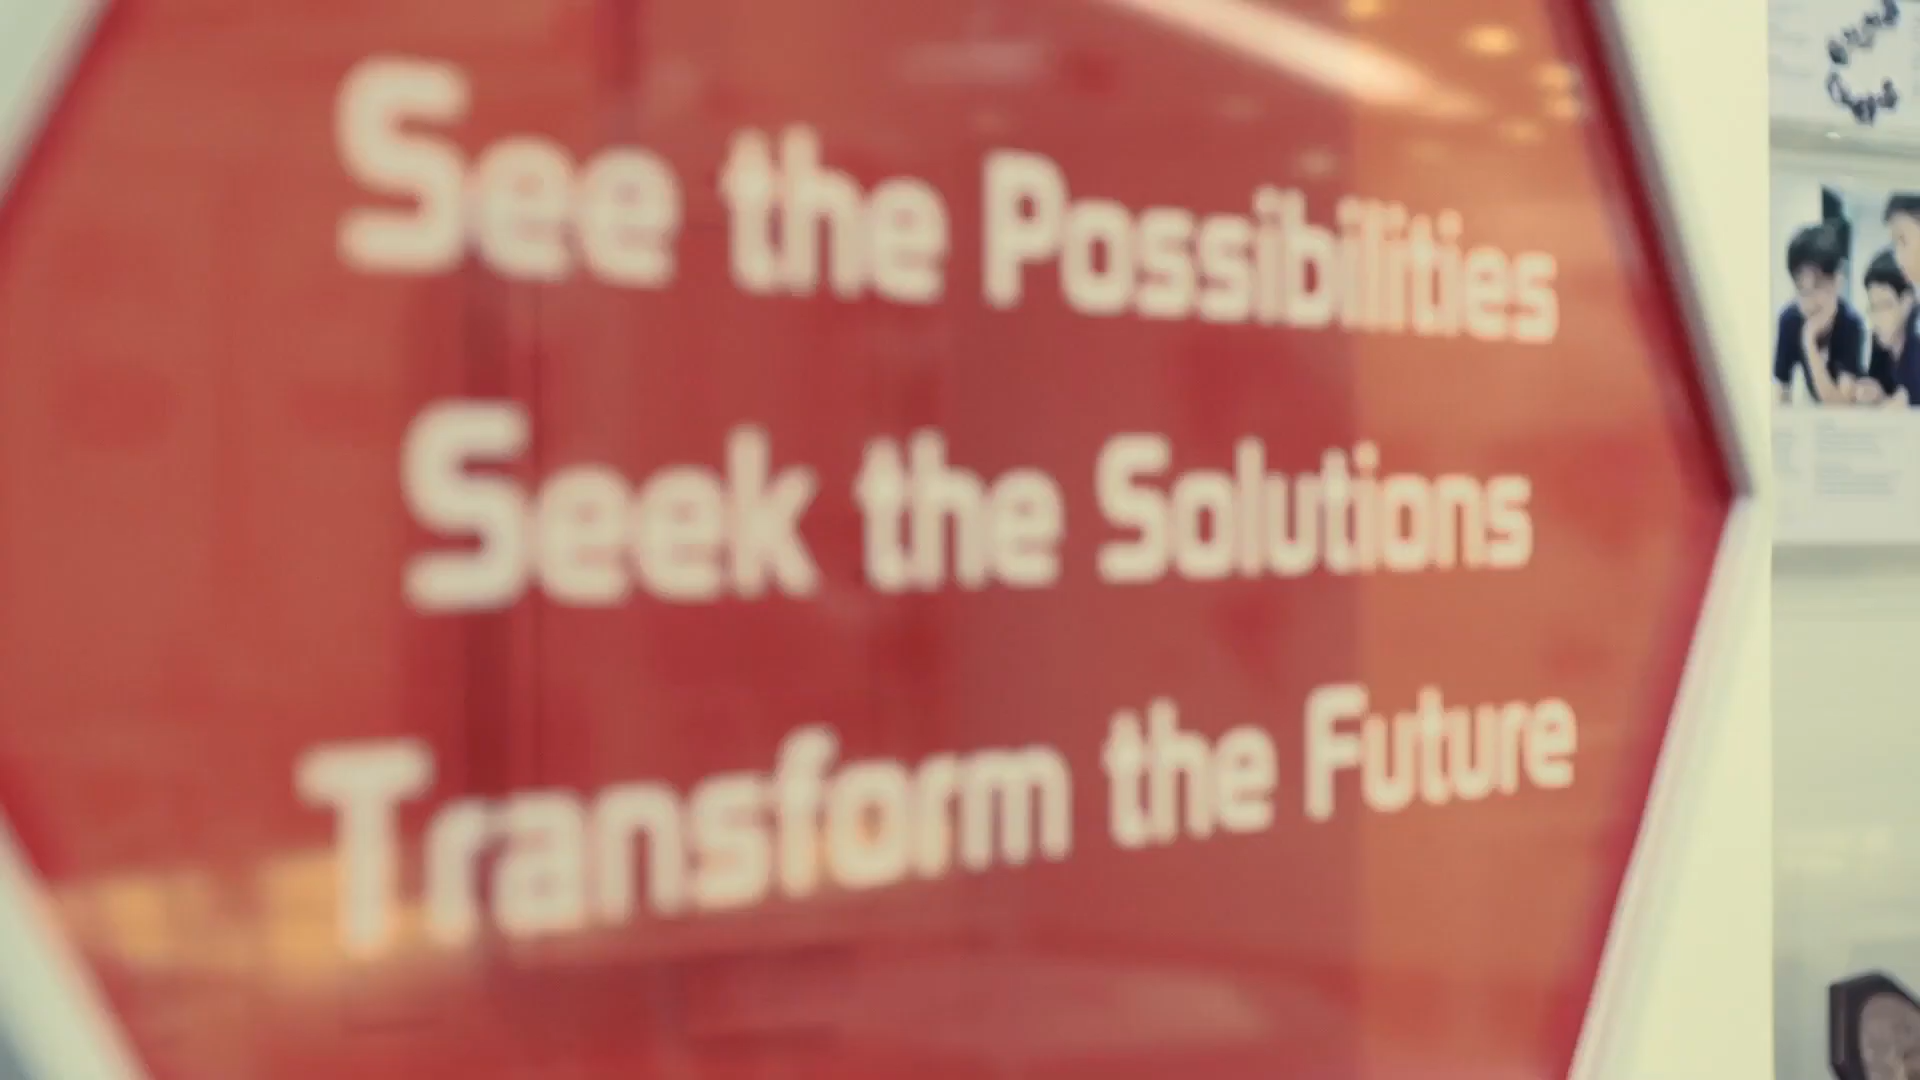 See the Possibilities
Seek the Solutions
Transform the Future